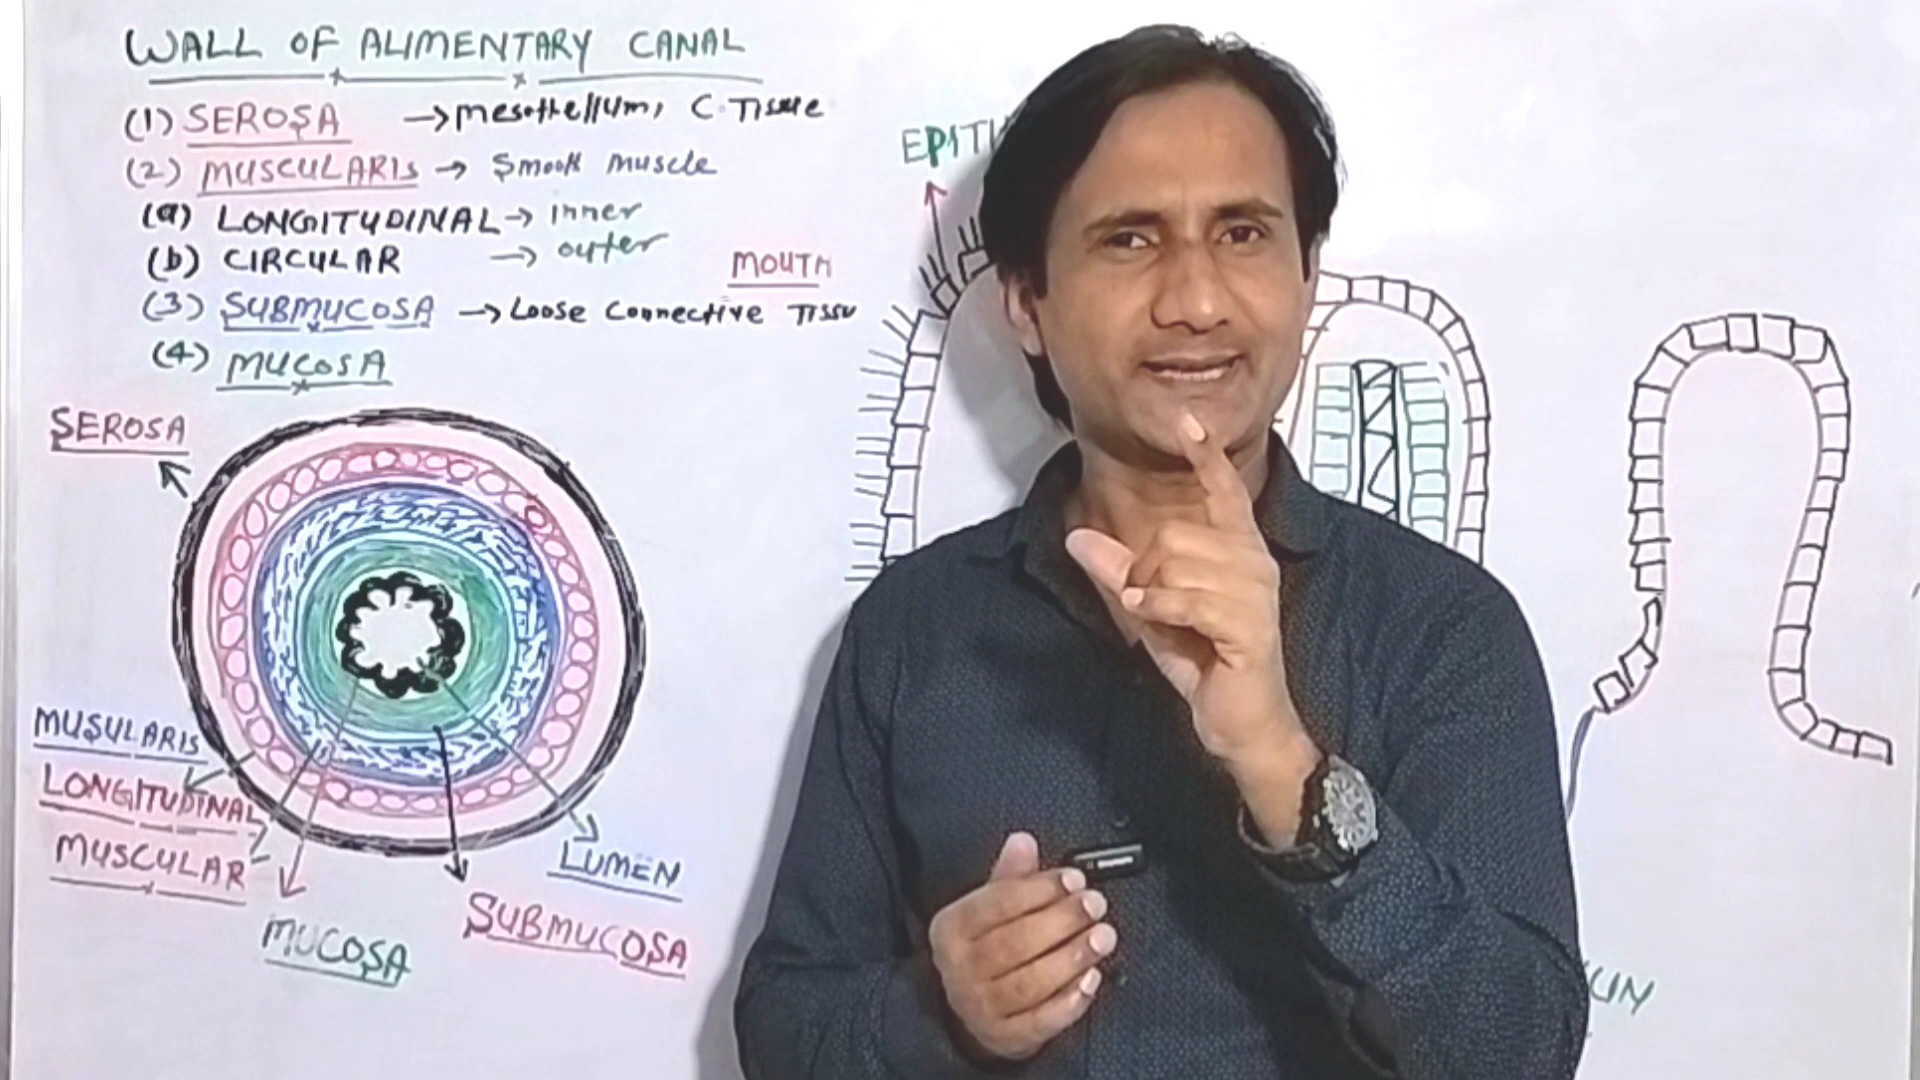 WALL OF ALIMENTARY CANAL
(1) SEROSA → mesothelium, C. Tissue
(2) MUSCULARIS → Smooth muscle
(a) LONGITUDINAL → inner
(b) CIRCULAR → outer
(3) SUBMUCOSA → Loose Connective TISSU
(4) MUCOSA
MOUTH
EPITH
SEROSA
MUSULARIS
LONGITUDINAL
MUSCULAR
MUCOSA
SUBMUCOSA
LUMEN